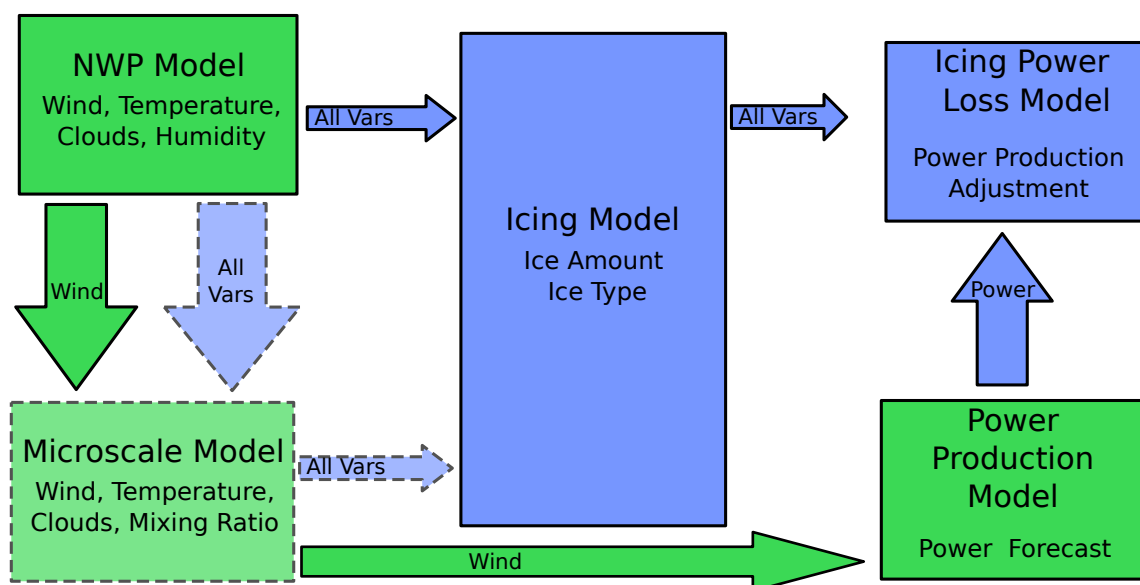 NWP Model
Wind, Temperature,
Clouds, Humidity
All Vars
Icing Model
Ice Amount
Ice Type
All Vars
Icing Power
Loss Model
Power Production
Adjustment
Wind
All
Vars
Power
Microscale Model
Wind, Temperature,
Clouds, Mixing Ratio
All Vars
Wind
Power
Production
Model
Power Forecast